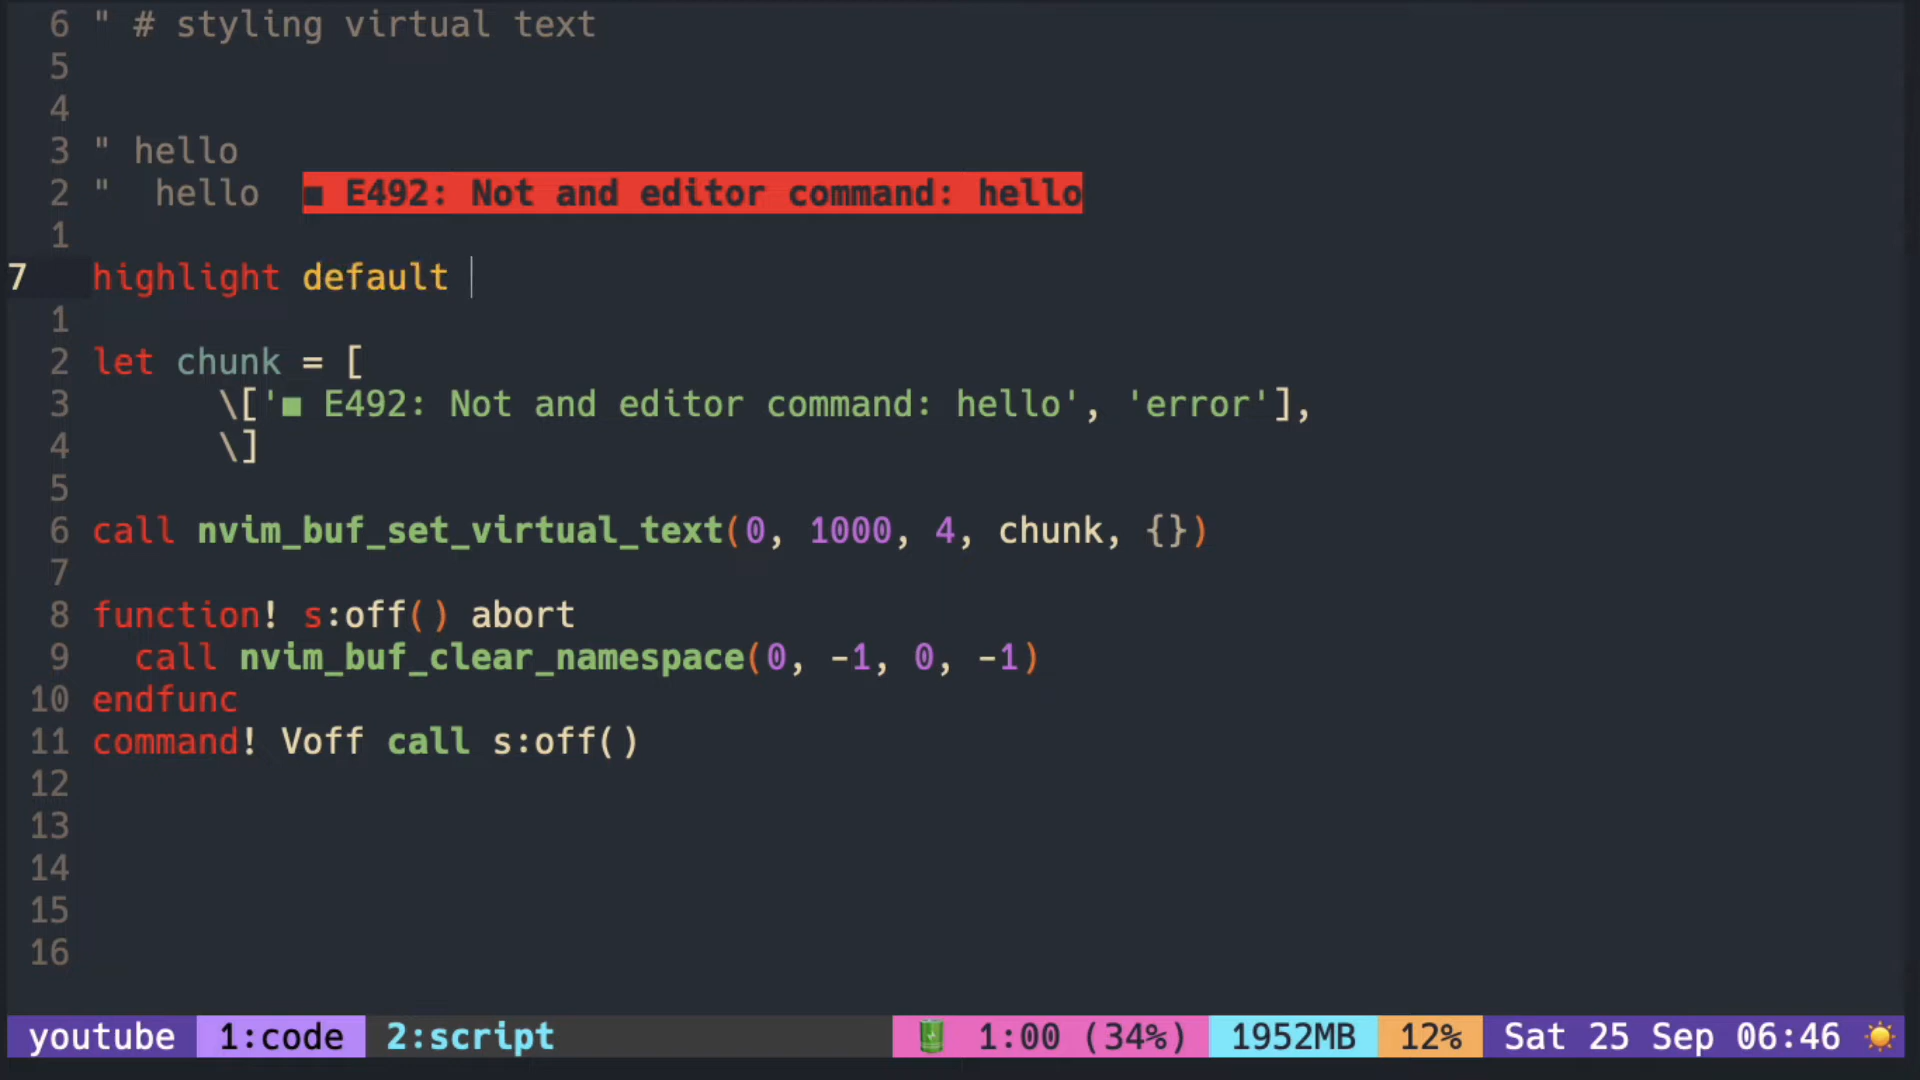 6 " # styling virtual text
5
4
3 " hello
2 "  hello  ■ E492: Not and editor command: hello
1
7 highlight default
1
2 let chunk = [
3       \['■ E492: Not and editor command: hello', 'error'],
4       \]
5
6 call nvim_buf_set_virtual_text(0, 1000, 4, chunk, {})
7
8 function! s:off() abort
9   call nvim_buf_clear_namespace(0, -1, 0, -1)
10 endfunc
11 command! Voff call s:off()
12
13
14
15
16
youtube 1:code 2:script 1:00 (34%) 1952MB 12% Sat 25 Sep 06:46